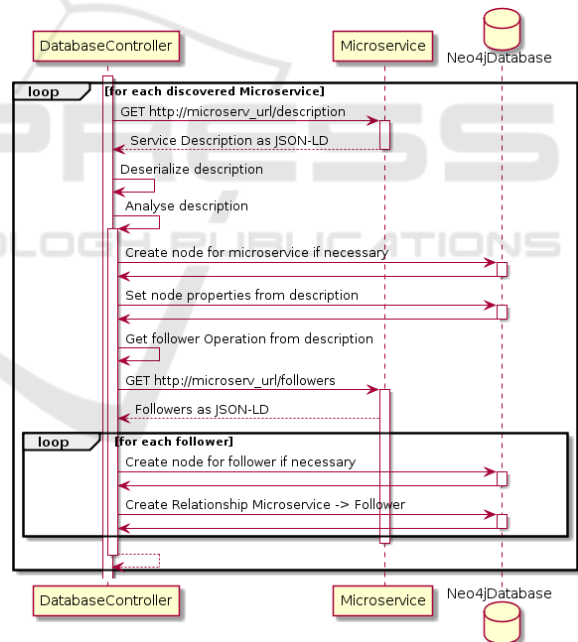 DatabaseController
Microservice
Neo4jDatabase
loop
[for each discovered Microservice]
GET http://microserv_url/description
Service Description as JSON-LD
Deserialize description
Analyse description
Create node for microservice if necessary
Set node properties from description
Get follower Operation from description
GET http://microserv_url/followers
Followers as JSON-LD
loop
[for each follower]
Create node for follower if necessary
Create Relationship Microservice -> Follower
DatabaseController
Microservice
Neo4jDatabase
PRESS
OLOGY PUBLICATIONS